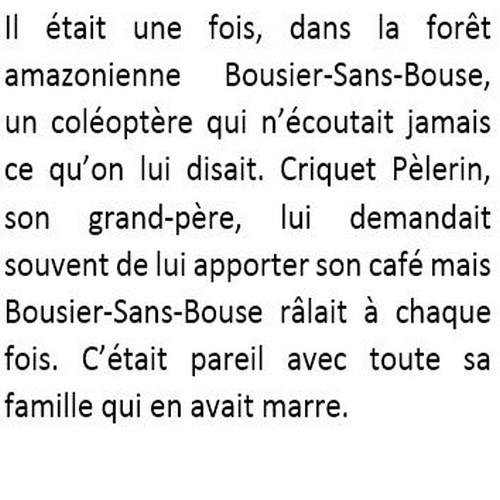 Il était une fois, dans la forêt
amazonienne Bousier-Sans-Bouse,
un coléoptère qui n’écoutait jamais
ce qu’on lui disait. Criquet Pèlerin,
son grand-père, lui demandait
souvent de lui apporter son café mais
Bousier-Sans-Bouse râlait à chaque
fois. C’était pareil avec toute sa
famille qui en avait marre.